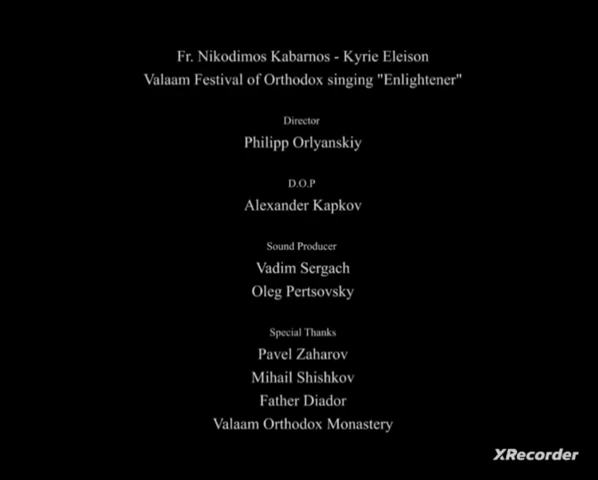 Fr. Nikodimos Kabarnos - Kyrie Eleison
Valaam Festival of Orthodox singing "Enlightener"
Director
Philipp Orlyanskiy
D.O.P
Alexander Kapkov
Sound Producer
Vadim Sergach
Oleg Pertsovsky
Special Thanks
Pavel Zaharov
Mihail Shishkov
Father Diador
Valaam Orthodox Monastery
XRecorder